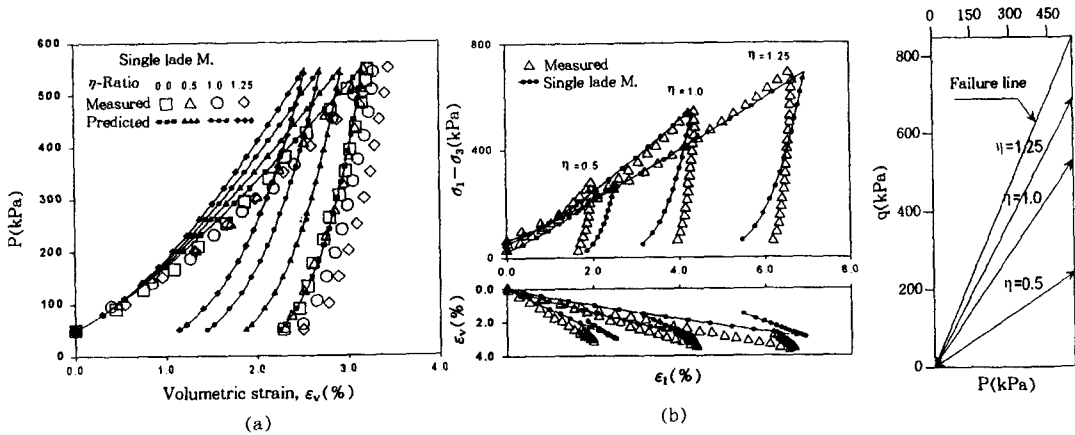 600
500
400
300
200
100
0
P(kPa)
Single lade M.
η-Ratio 0.0 0.5 1.0 1.25
Measured
Predicted
0.0 1.0 2.0 3.0 4.0
Volumetric strain, εv(%)
(a)
800
400
0
σ1-σ3(kPa)
Measured
Single lade M.
η=1.25
η=1.0
η=0.5
0.0 2.0 4.0 6.0 8.0
0.0
2.0
4.0
εv(%)
ε1(%)
(b)
0 150 300 450
800
600
400
200
0
q(kPa)
Failure line
η=1.25
η=1.0
η=0.5
P(kPa)